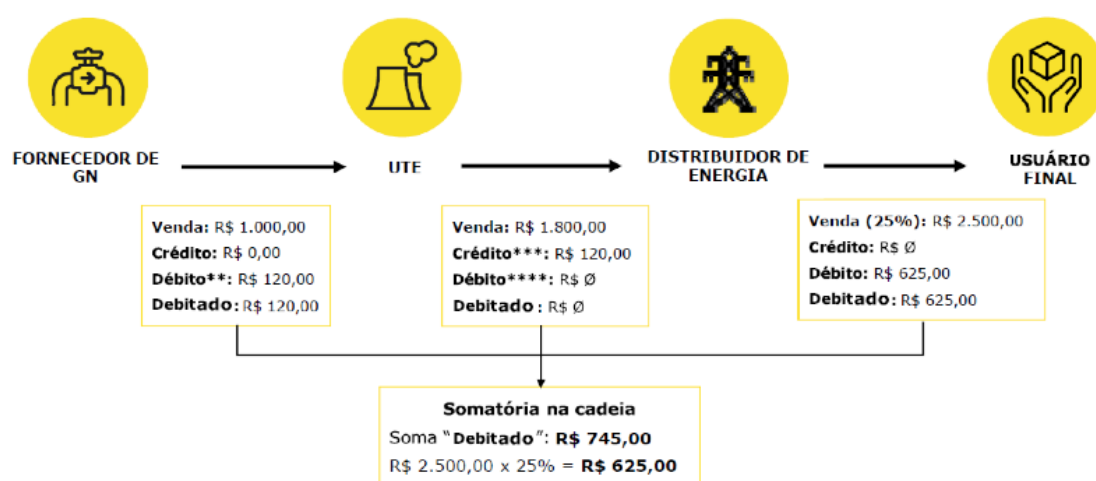 FORNECEDOR DE
GN
UTE
DISTRIBUIDOR DE
ENERGIA
USUÁRIO
FINAL
Venda: R$ 1.000,00
Crédito: R$ 0,00
Débito**: R$ 120,00
Debitado: R$ 120,00
Venda: R$ 1.800,00
Crédito***: R$ 120,00
Débito****: R$ Ø
Debitado : R$ Ø
Venda (25%): R$ 2.500,00
Crédito: R$ Ø
Débito: R$ 625,00
Debitado: R$ 625,00
Somatória na cadeia
Soma "Debitado": R$ 745,00
R$ 2.500,00 x 25% = R$ 625,00